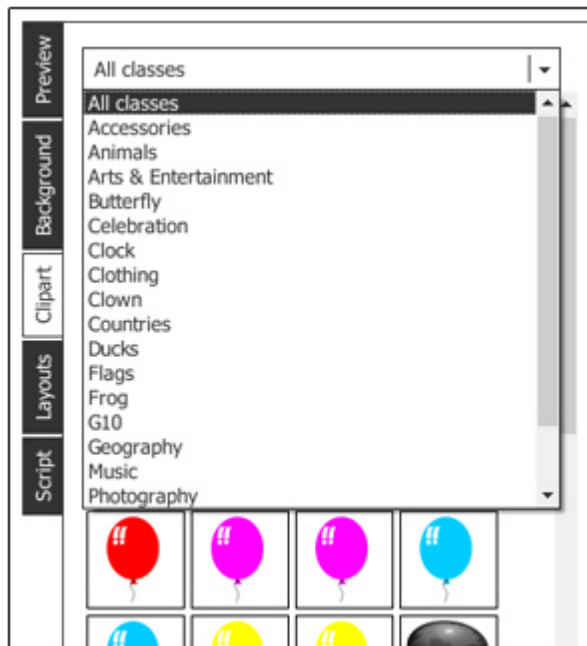 Preview
Background
Clipart
Layouts
Script
All classes
All classes
Accessories
Animals
Arts & Entertainment
Butterfly
Celebration
Clock
Clothing
Clown
Countries
Ducks
Flags
Frog
G10
Geography
Music
Photography